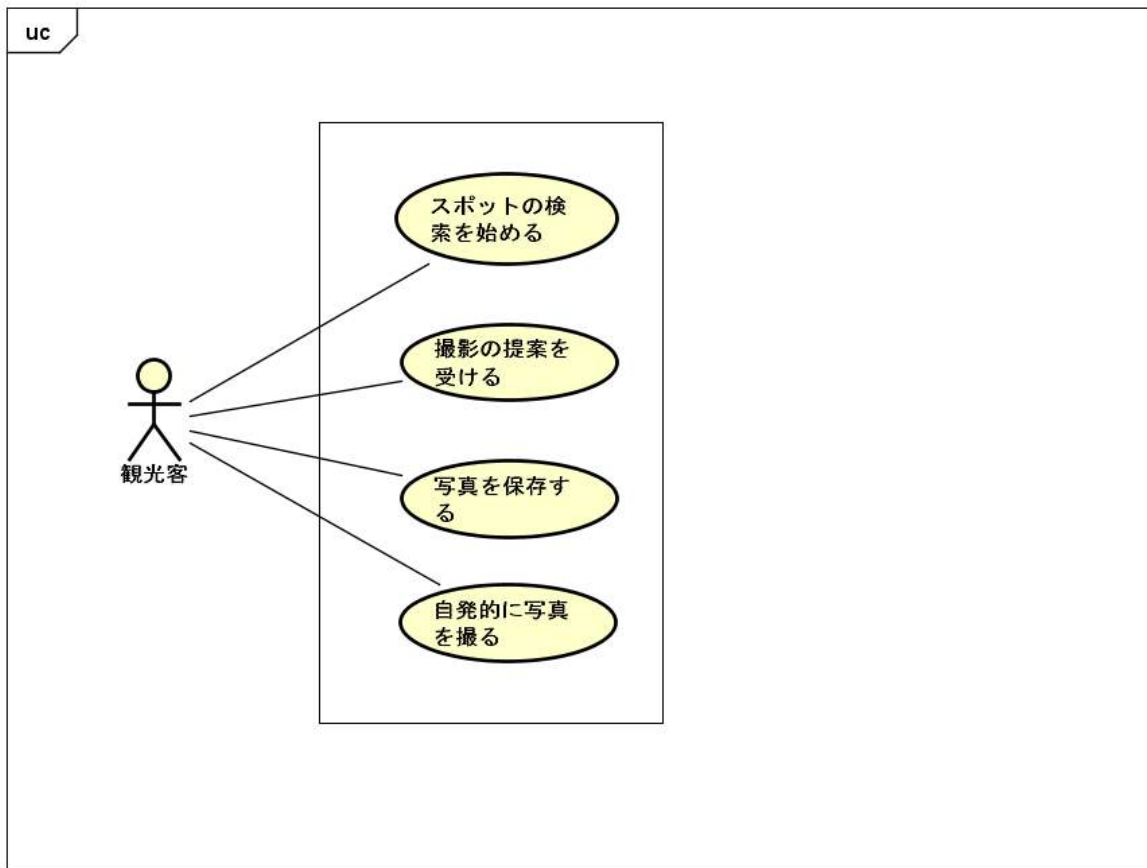 uc
スポットの検
索を始める
撮影の提案を
受ける
観光客
写真を保存す
る
自発的に写真
を撮る